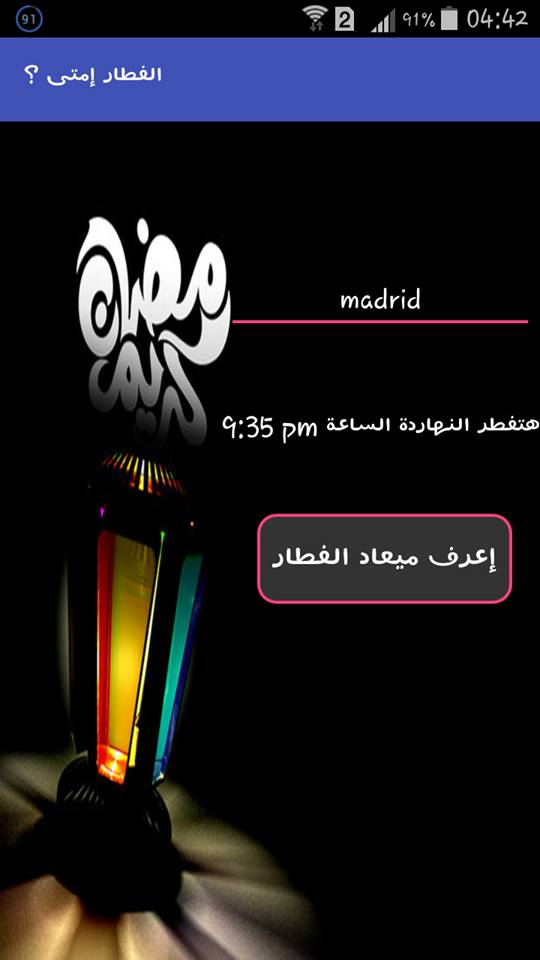 91
2
91%
04:42
الفطار إمتى ؟
رمضان
كريم
madrid
هتفطر النهاردة الساعة 9:35 pm
إعرف ميعاد الفطار